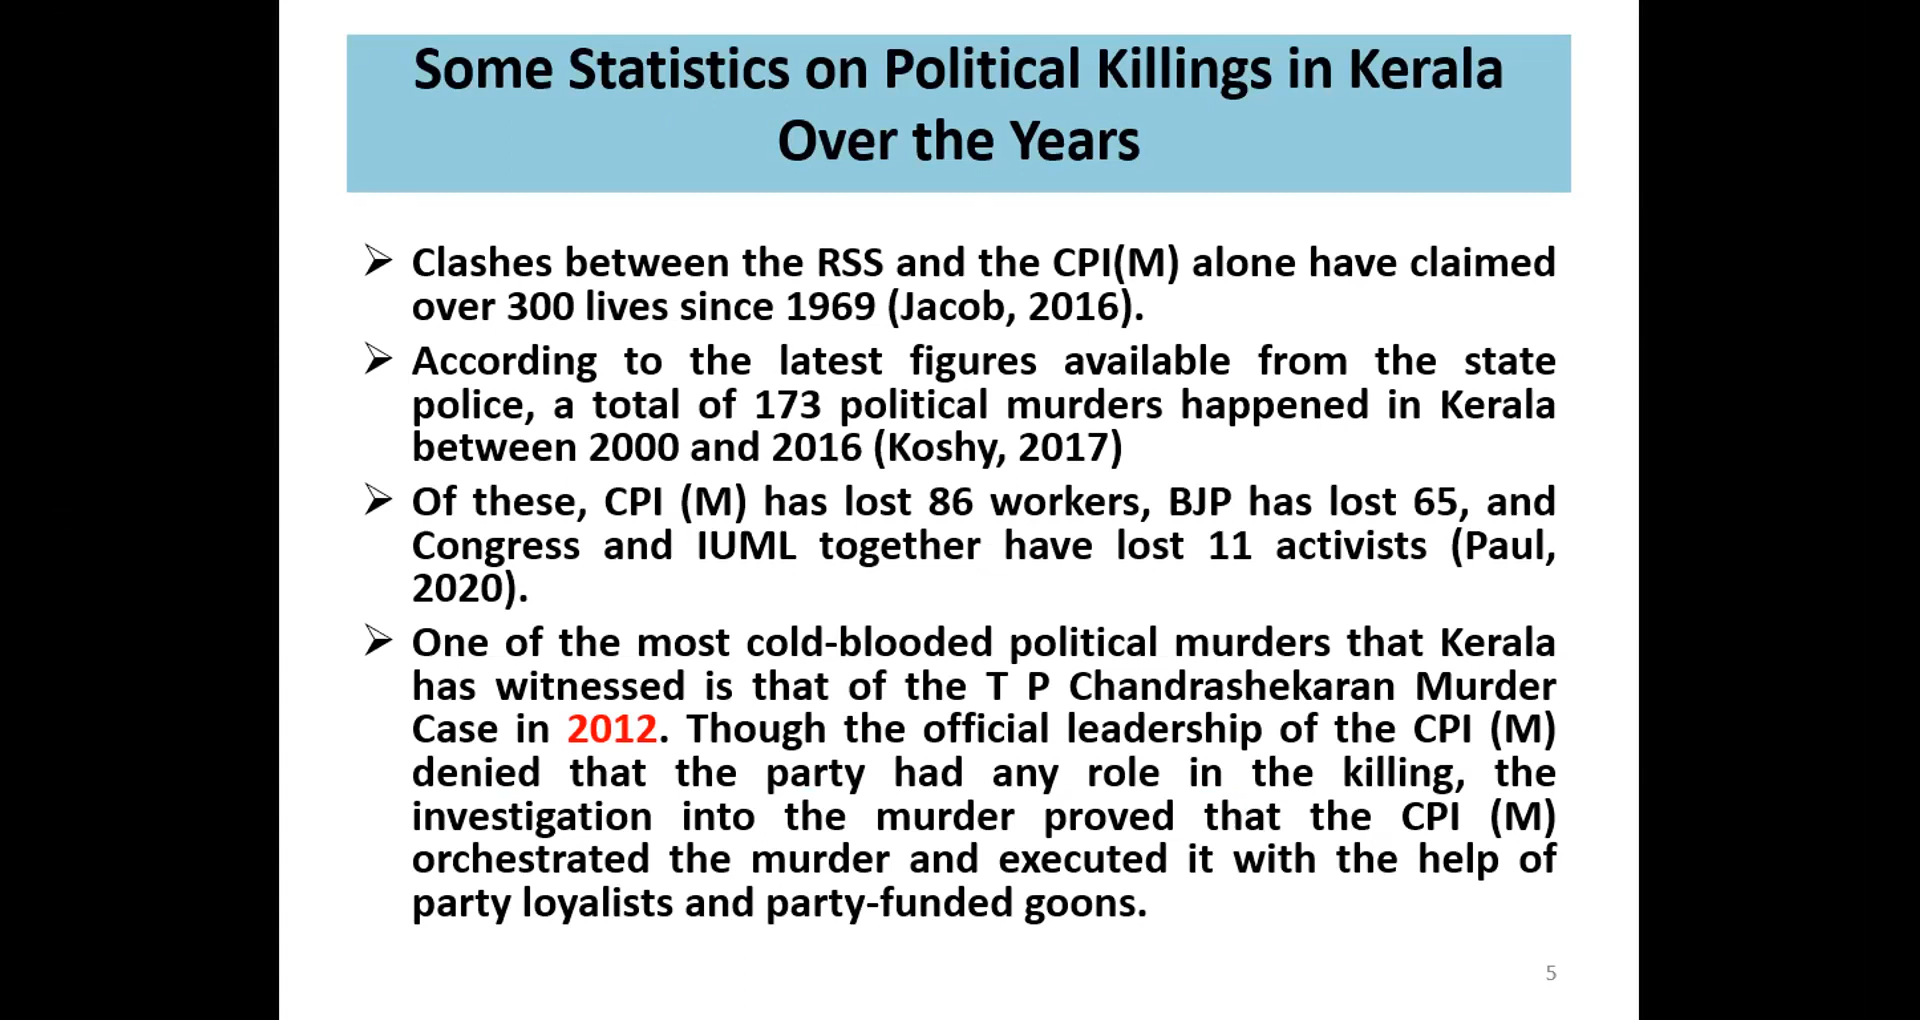 Some Statistics on Political Killings in Kerala
Over the Years
➢ Clashes between the RSS and the CPI(M) alone have claimed
over 300 lives since 1969 (Jacob, 2016).
➢ According to the latest figures available from the state
police, a total of 173 political murders happened in Kerala
between 2000 and 2016 (Koshy, 2017)
➢ Of these, CPI (M) has lost 86 workers, BJP has lost 65, and
Congress and IUML together have lost 11 activists (Paul,
2020).
➢ One of the most cold-blooded political murders that Kerala
has witnessed is that of the T P Chandrashekaran Murder
Case in 2012. Though the official leadership of the CPI (M)
denied that the party had any role in the killing, the
investigation into the murder proved that the CPI (M)
orchestrated the murder and executed it with the help of
party loyalists and party-funded goons.
5